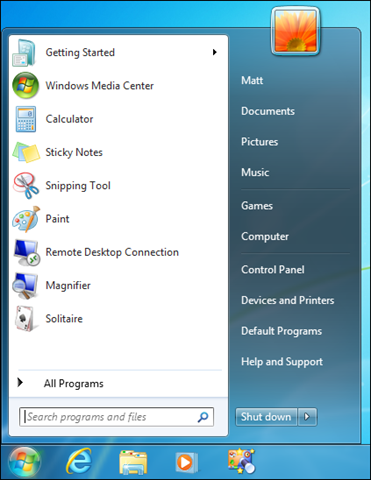 Getting Started
Windows Media Center
Calculator
Sticky Notes
Snipping Tool
Paint
Remote Desktop Connection
Magnifier
Solitaire
All Programs
Search programs and files
Matt
Documents
Pictures
Music
Games
Computer
Control Panel
Devices and Printers
Default Programs
Help and Support
Shut down